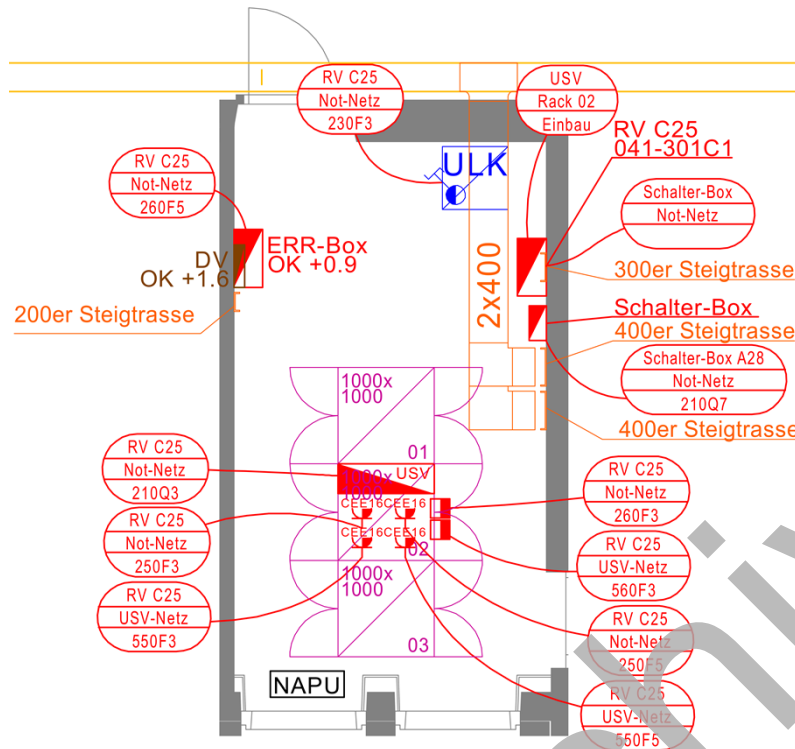 RV C25
Not-Netz
230F3
USV
Rack 02
Einbau
RV C25
041-301C1
RV C25
Not-Netz
260F5
ULK
Schalter-Box
Not-Netz
ERR-Box
OK +0.9
DV
OK +1.6
2x400
300er Steigtrasse
200er Steigtrasse
Schalter-Box
400er Steigtrasse
Schalter-Box A28
Not-Netz
210Q7
400er Steigtrasse
1000x
1000
01
RV C25
Not-Netz
210Q3
1000x
1000
USV
RV C25
Not-Netz
260F3
CEE16
CEE16
CEE16
CEE16
02
RV C25
Not-Netz
250F3
RV C25
USV-Netz
560F3
1000x
1000
03
RV C25
USV-Netz
550F3
RV C25
Not-Netz
250F5
NAPU
RV C25
USV-Netz
550F5